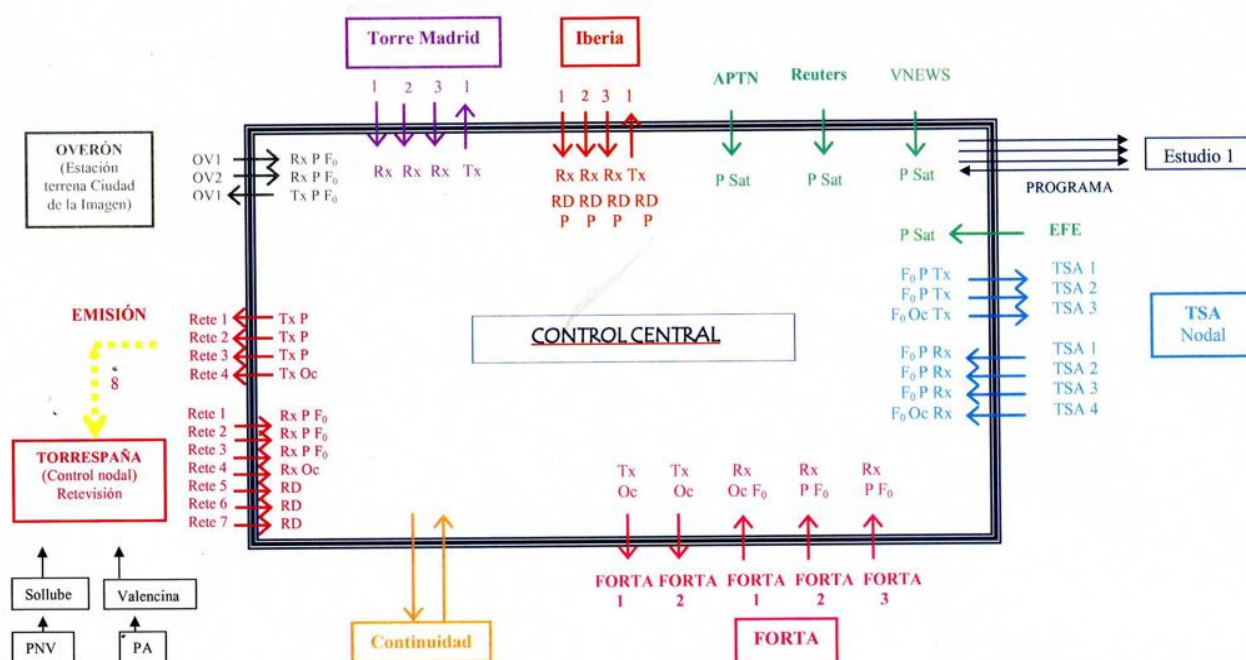 Torre Madrid
Iberia
1 2 3 1
1 2 3 1
APTN
Reuters
VNEWS
OVERÓN
(Estación
terrena Ciudad
de la Imagen)
OV1 Rx P F₀
OV2 Rx P F₀
OV1 Tx P F₀
Rx Rx Rx Tx
Rx Rx Rx Tx
RD RD RD RD
P P P P
P Sat
P Sat
P Sat
Estudio 1
PROGRAMA
P Sat
EFE
F₀ P Tx TSA 1
F₀ P Tx TSA 2
F₀ Oc Tx TSA 3
TSA
Nodal
F₀ P Rx TSA 1
F₀ P Rx TSA 2
F₀ P Rx TSA 3
F₀ Oc Rx TSA 4
CONTROL CENTRAL
EMISIÓN
8
Rete 1 Tx P
Rete 2 Tx P
Rete 3 Tx P
Rete 4 Tx Oc
Rete 1 Rx P F₀
Rete 2 Rx P F₀
Rete 3 Rx P F₀
Rete 4 Rx Oc
Rete 5 RD
Rete 6 RD
Rete 7 RD
TORRESPAÑA
(Control nodal)
Retevisión
Sollube
Valencina
PNV
PA
Continuidad
Tx Tx Rx Rx Rx
Oc Oc Oc F₀ P F₀ P F₀
FORTA FORTA FORTA FORTA FORTA
1 2 1 2 3
FORTA